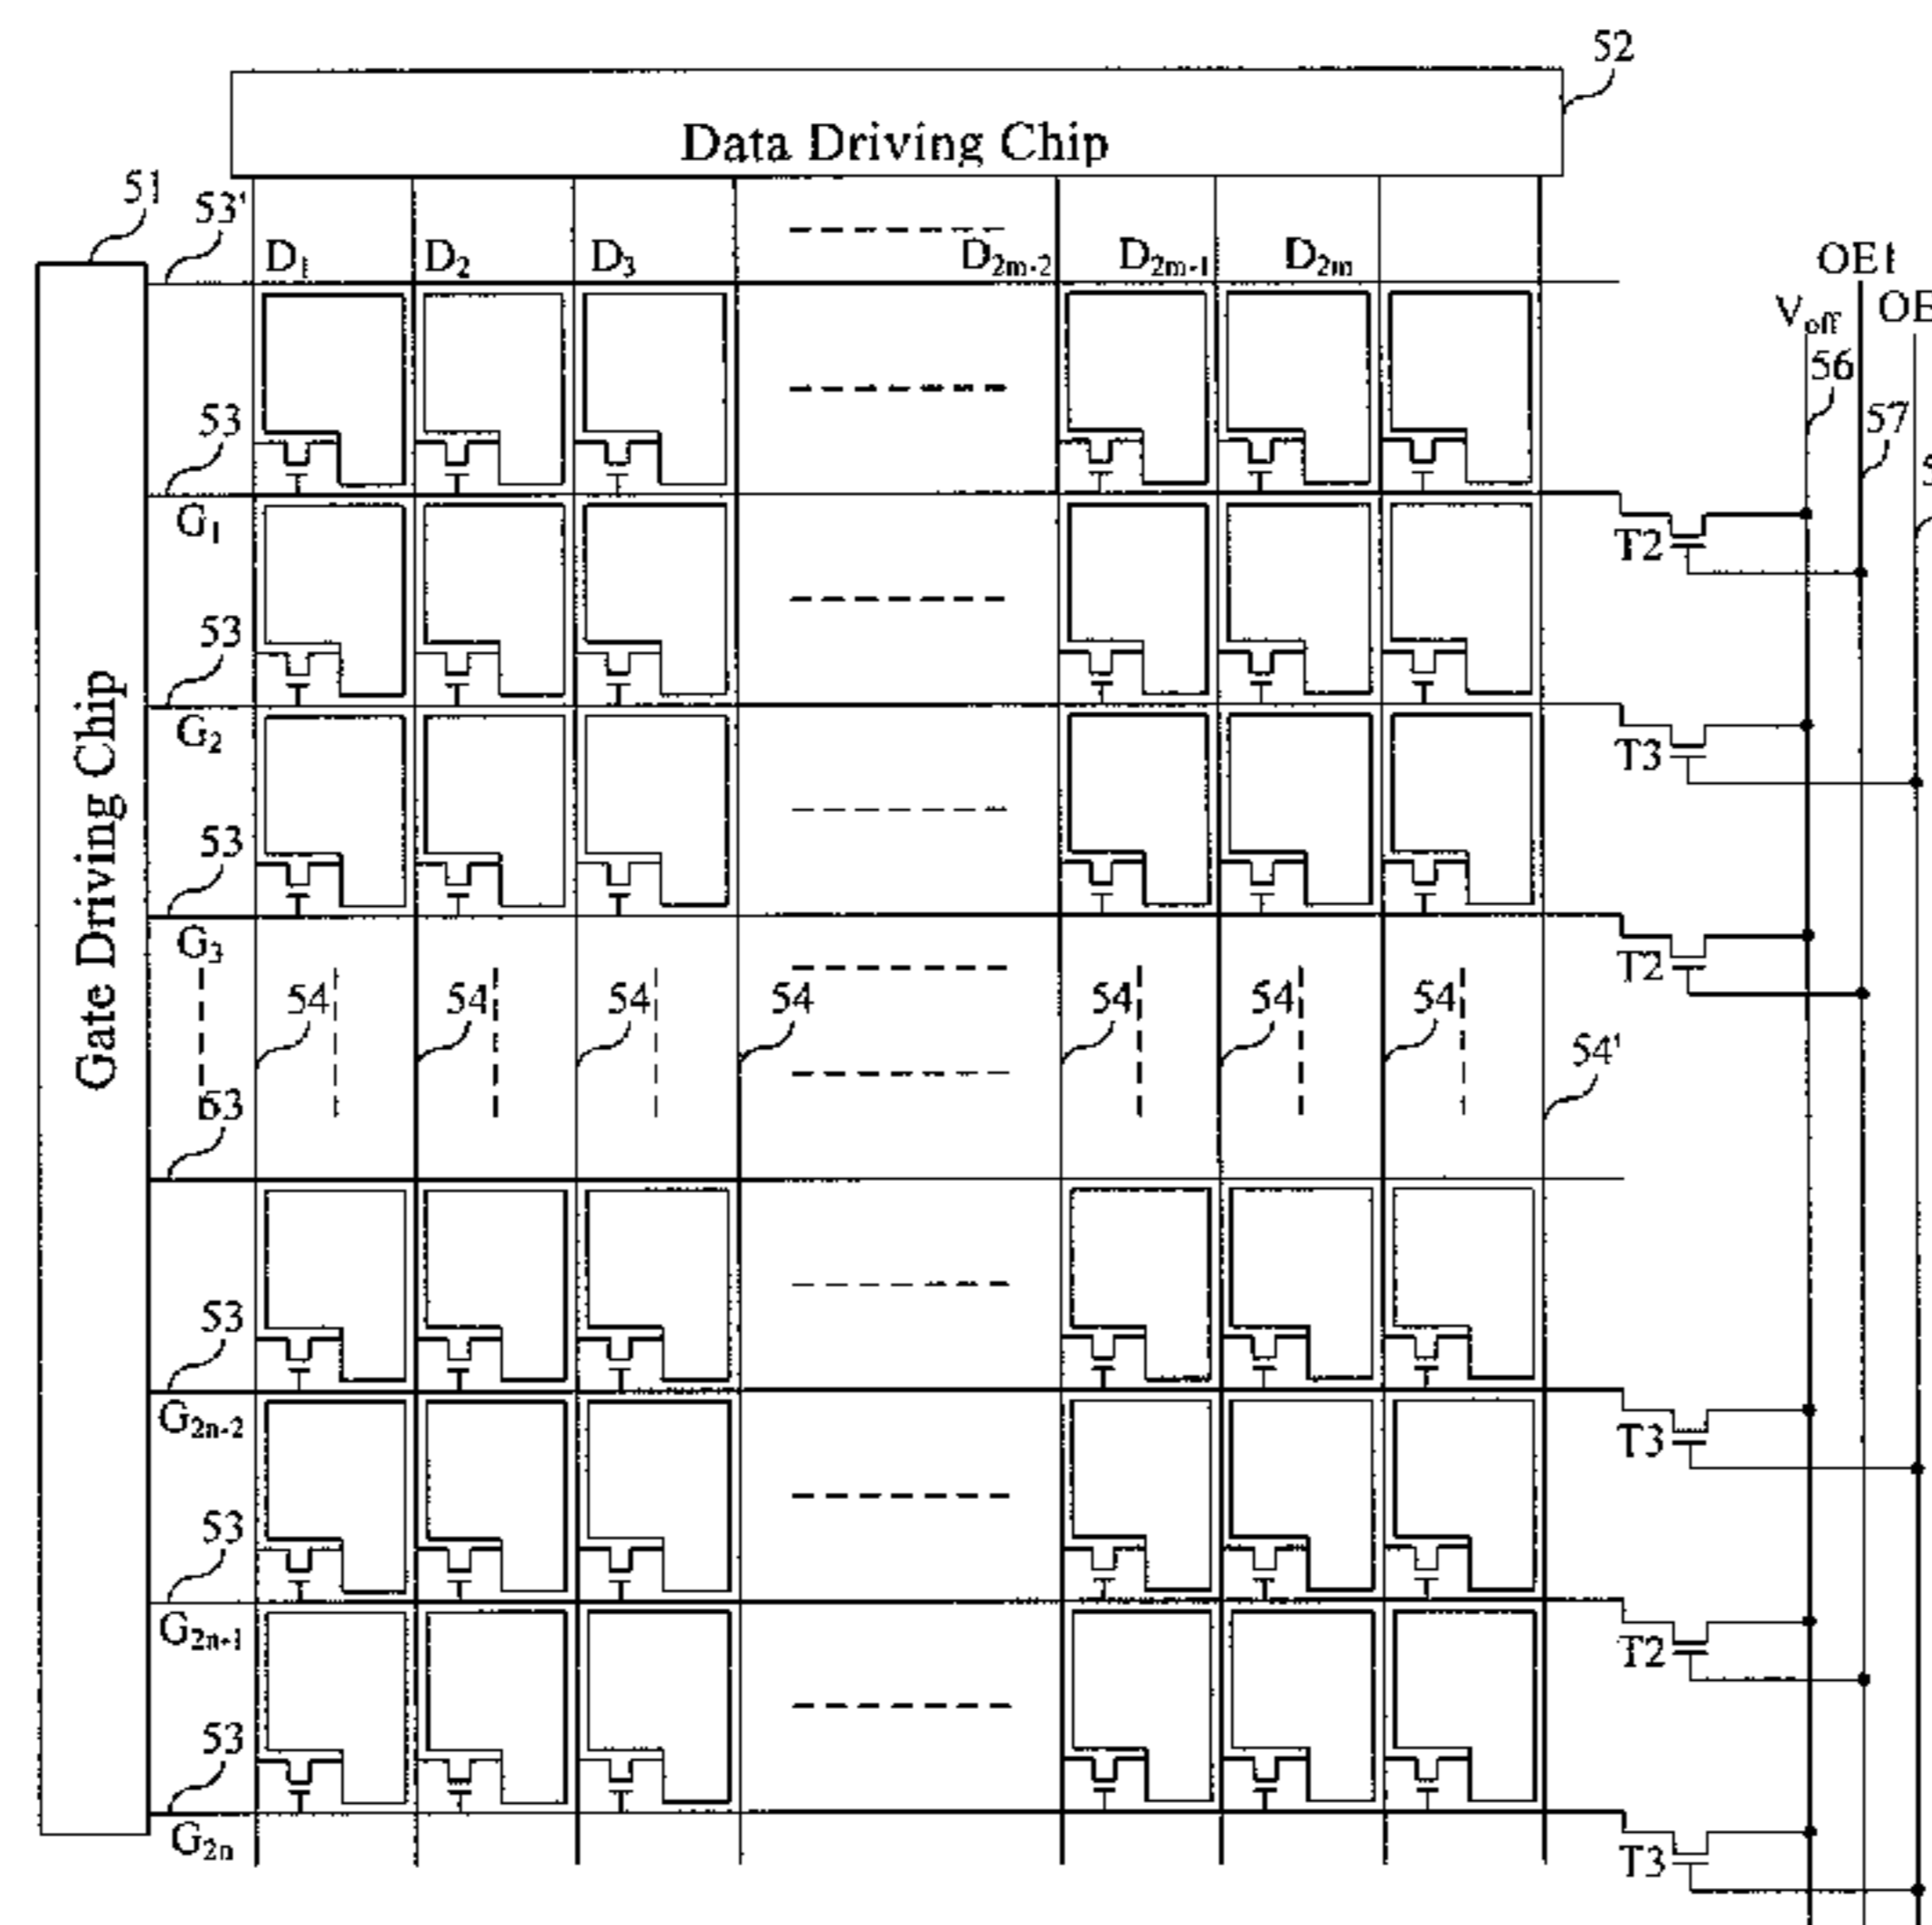 52
Data Driving Chip
51
53'
D1 D2 D3 D2m-2 D2m-1 D2m
OE1
Voff OE
56
57
53
G1
T2
53
G2
T3
Gate Driving Chip
53
G3
T2
54 54 54 54 54 54 54
54'
53
53
G2n-2
T3
53
G2n-1
T2
53
G2n
T3